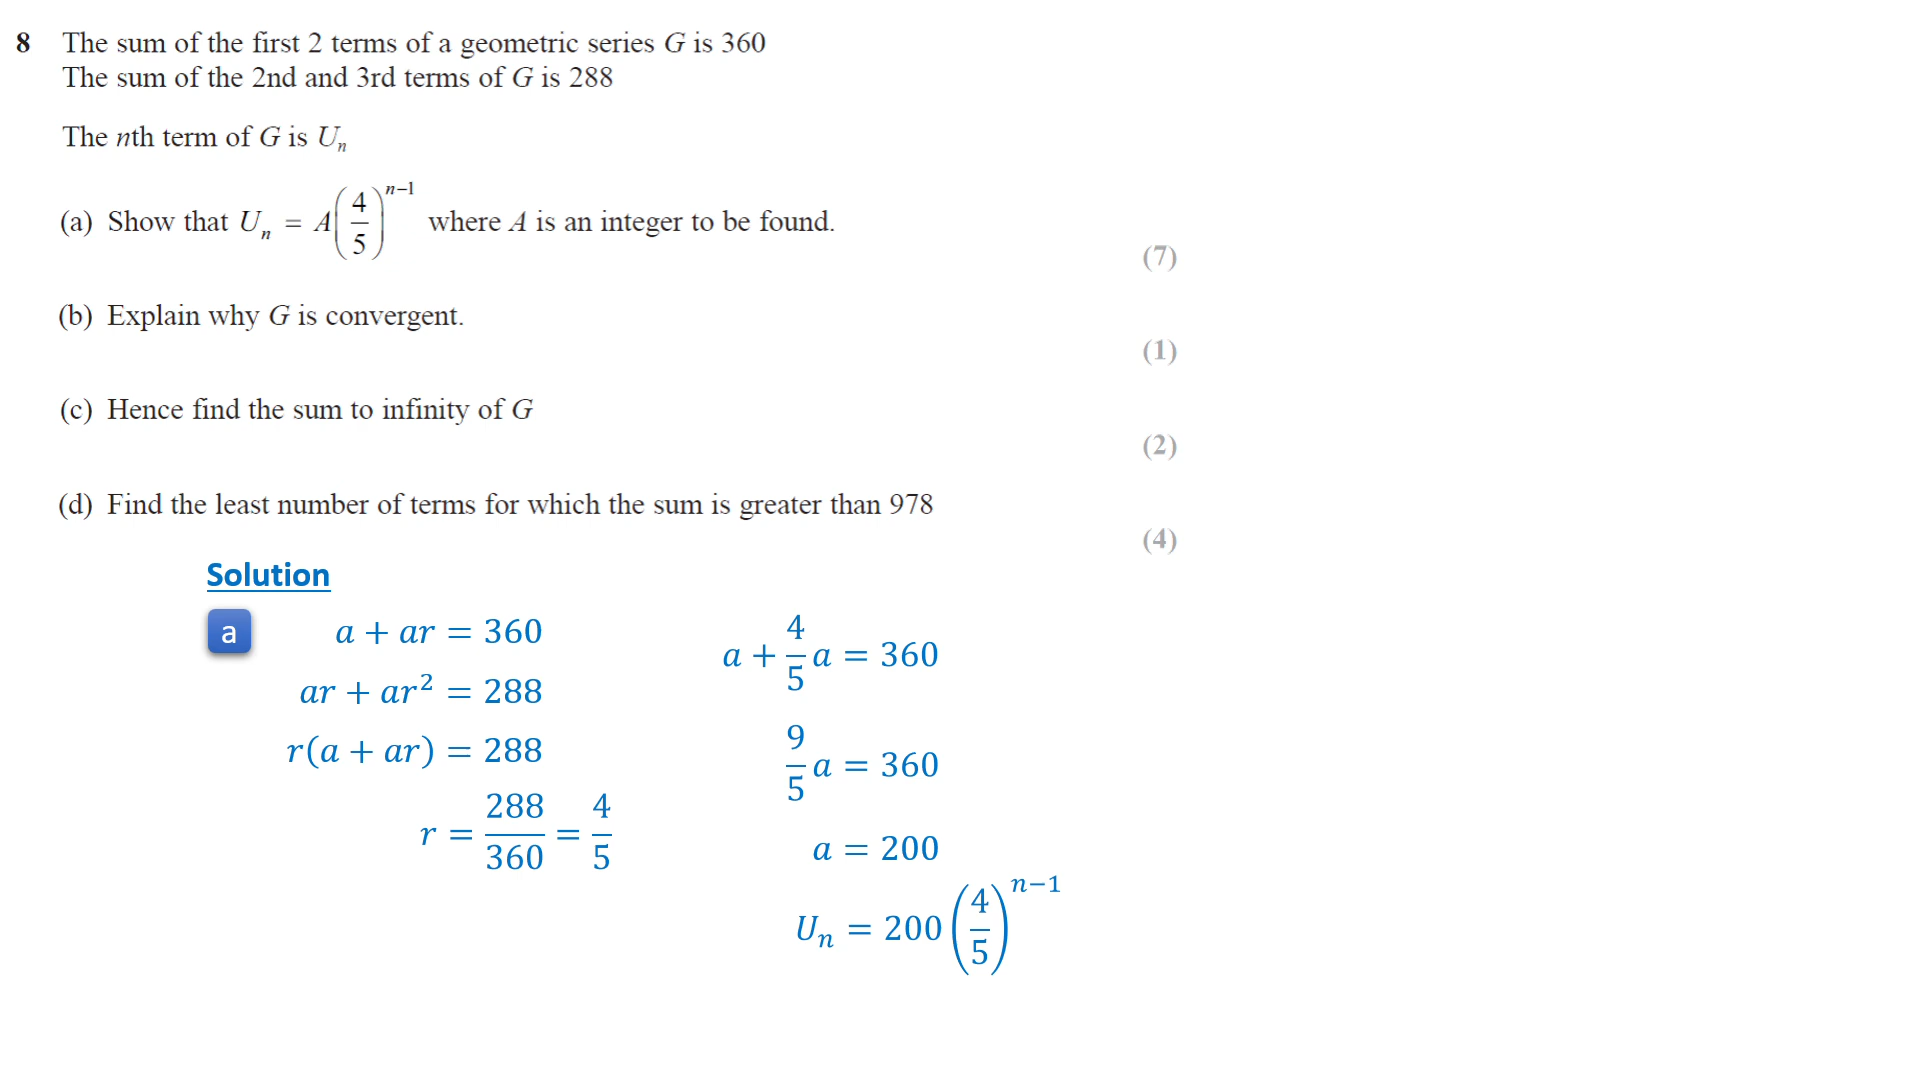 8 The sum of the first 2 terms of a geometric series G is 360
The sum of the 2nd and 3rd terms of G is 288
The nth term of G is Uₙ
(a) Show that Uₙ = A(4/5)ⁿ⁻¹ where A is an integer to be found.
(7)
(b) Explain why G is convergent.
(1)
(c) Hence find the sum to infinity of G
(2)
(d) Find the least number of terms for which the sum is greater than 978
(4)
Solution
a
a + ar = 360
ar + ar² = 288
r(a + ar) = 288
r = 288/360 = 4/5
a + 4/5 a = 360
9/5 a = 360
a = 200
Uₙ = 200(4/5)ⁿ⁻¹